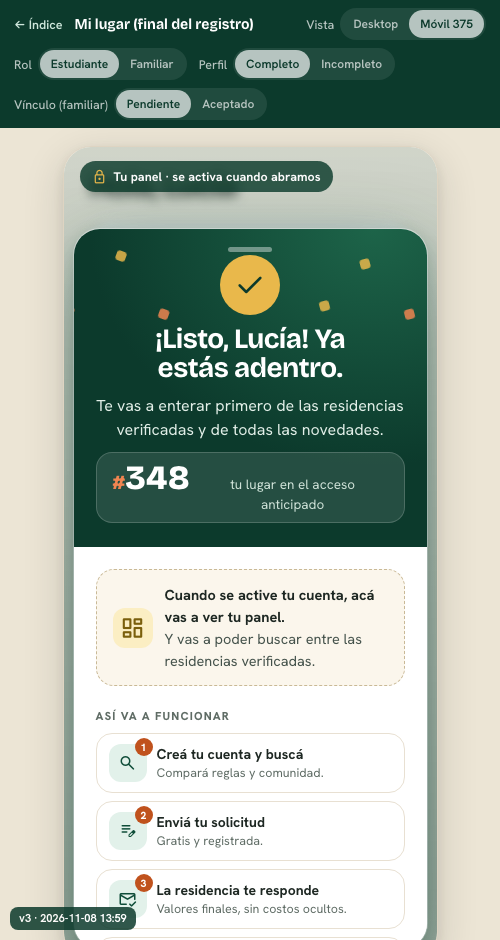 ← Índice Mi lugar (final del registro) Vista Desktop Móvil 375
Rol Estudiante Familiar Perfil Completo Incompleto
Vínculo (familiar) Pendiente Aceptado
Tu panel · se activa cuando abramos
¡Listo, Lucía! Ya
estás adentro.
Te vas a enterar primero de las residencias
verificadas y de todas las novedades.
#348 tu lugar en el acceso
anticipado
Cuando se active tu cuenta, acá
vas a ver tu panel.
Y vas a poder buscar entre las
residencias verificadas.
ASÍ VA A FUNCIONAR
1
Creá tu cuenta y buscá
Compará reglas y comunidad.
2
Enviá tu solicitud
Gratis y registrada.
3
La residencia te responde
Valores finales, sin costos ocultos.
v3 · 2026-11-08 13:59